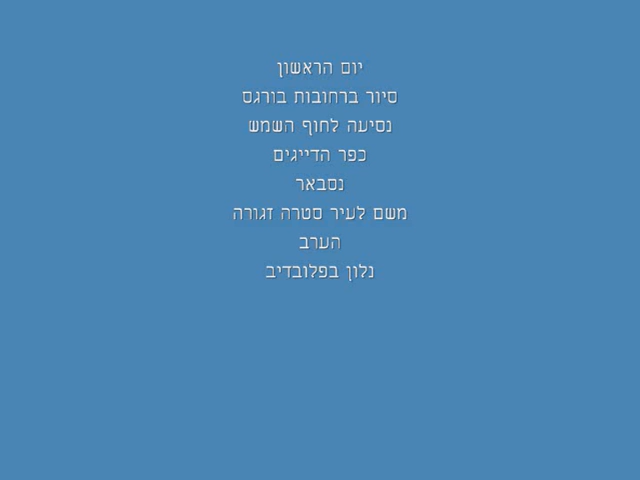 יום הראשון
סיור ברחובות בורגס
נסיעה לחוף השמש
כפר הדייגים
נסבאר
משם לעיר סטרה זגורה
הערב
נלון בפלובדיב